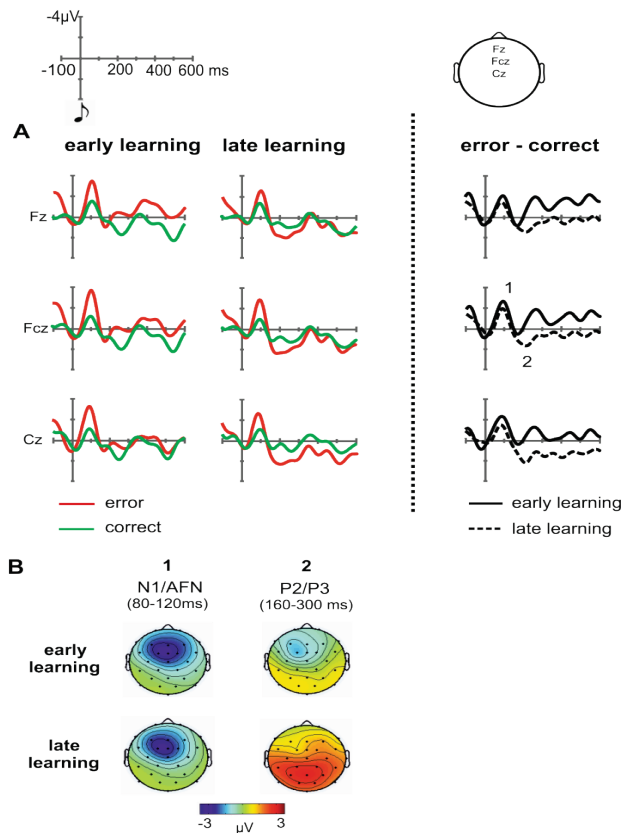 -4µV
-100 200 400 600 ms
Fz
Fcz
Cz
A
early learning late learning error - correct
Fz
Fcz
1
2
Cz
error
correct
early learning
late learning
B
1 2
N1/AFN P2/P3
(80-120ms) (160-300 ms)
early
learning
late
learning
-3 µV 3